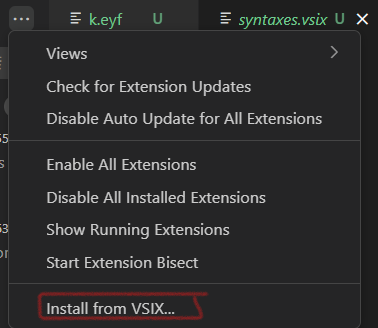 ... k.eyf U syntaxes.vsix U
Views
Check for Extension Updates
Disable Auto Update for All Extensions
Enable All Extensions
Disable All Installed Extensions
Show Running Extensions
Start Extension Bisect
Install from VSIX...